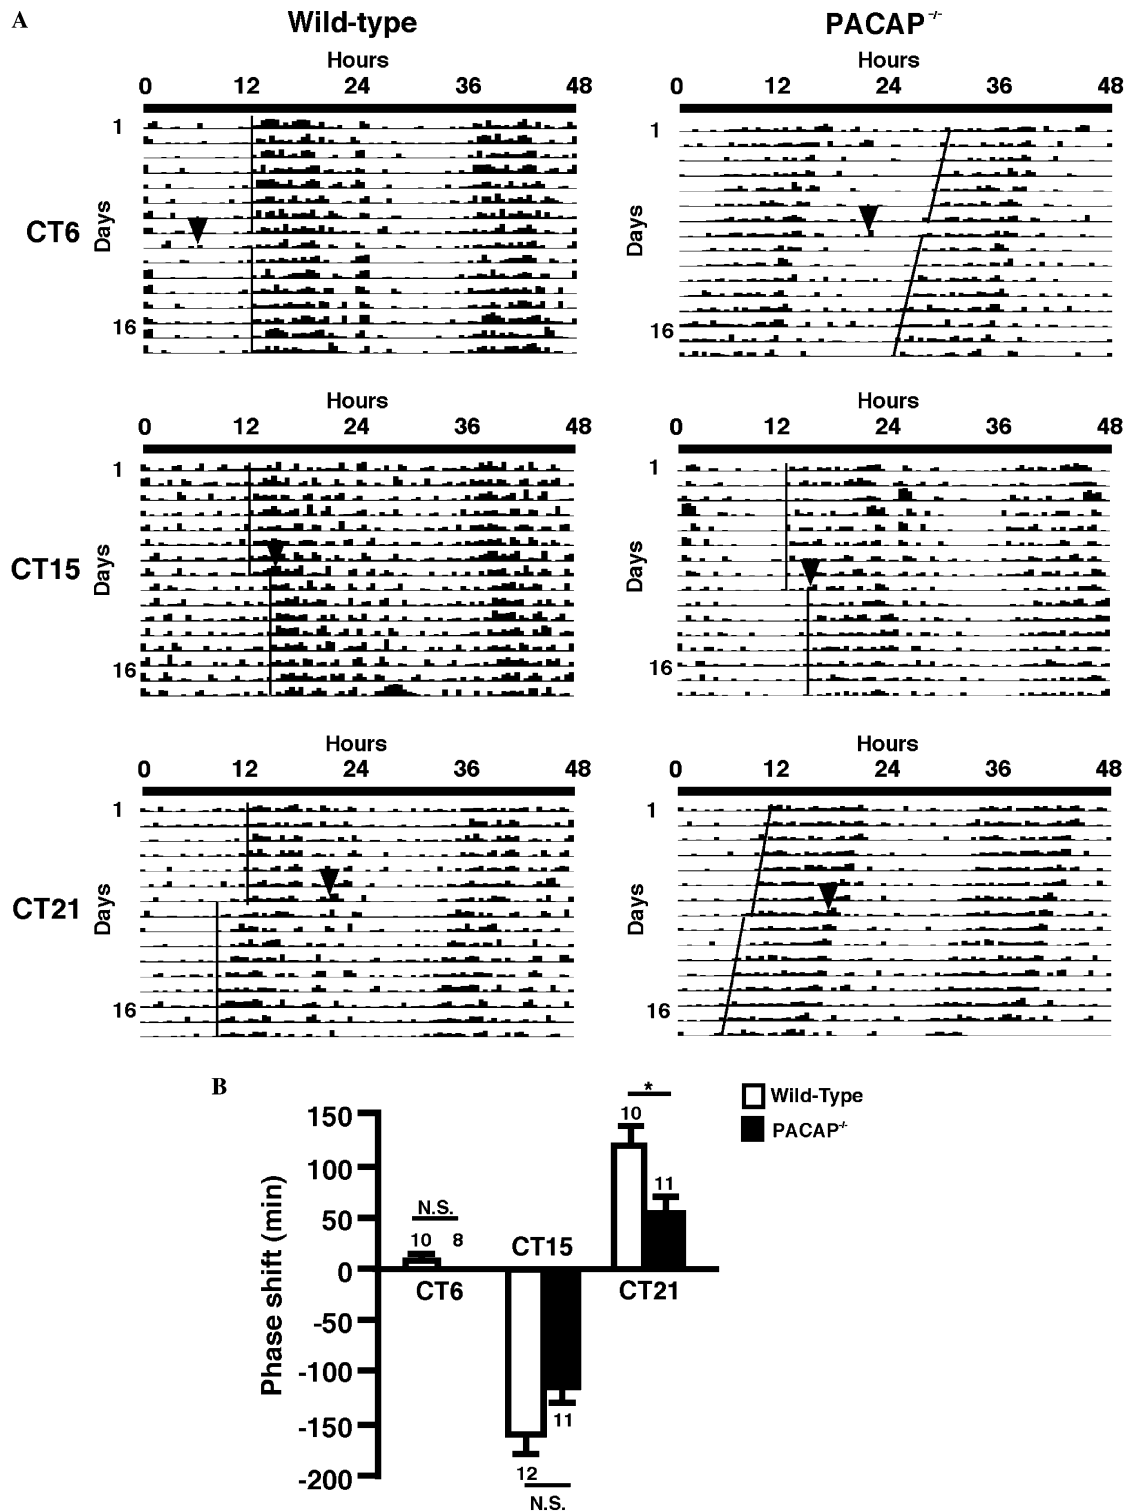 A
Wild-type
PACAP-/-
Hours
Hours
0 12 24 36 48
0 12 24 36 48
1
1
CT6
Days
Days
16
16
Hours
Hours
0 12 24 36 48
0 12 24 36 48
1
1
CT15
Days
Days
16
16
Hours
Hours
0 12 24 36 48
0 12 24 36 48
1
1
CT21
Days
Days
16
16
B
Phase shift (min)
150
100
50
0
-50
-100
-150
-200
N.S.
10 8
CT6
CT15
12
11
N.S.
*
10
11
CT21
Wild-Type
PACAP-/-